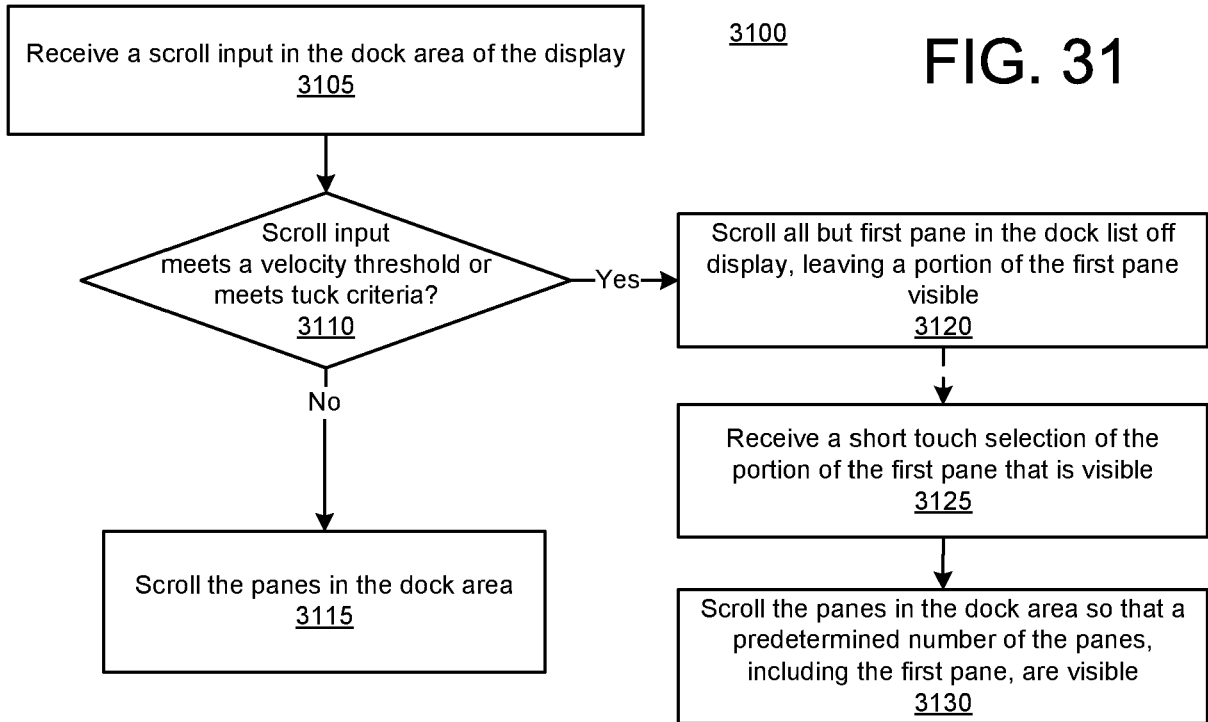 3100
FIG. 31
Receive a scroll input in the dock area of the display
3105
Scroll input
meets a velocity threshold or
meets tuck criteria?
3110
Yes
No
Scroll the panes in the dock area
3115
Scroll all but first pane in the dock list off
display, leaving a portion of the first pane
visible
3120
Receive a short touch selection of the
portion of the first pane that is visible
3125
Scroll the panes in the dock area so that a
predetermined number of the panes,
including the first pane, are visible
3130